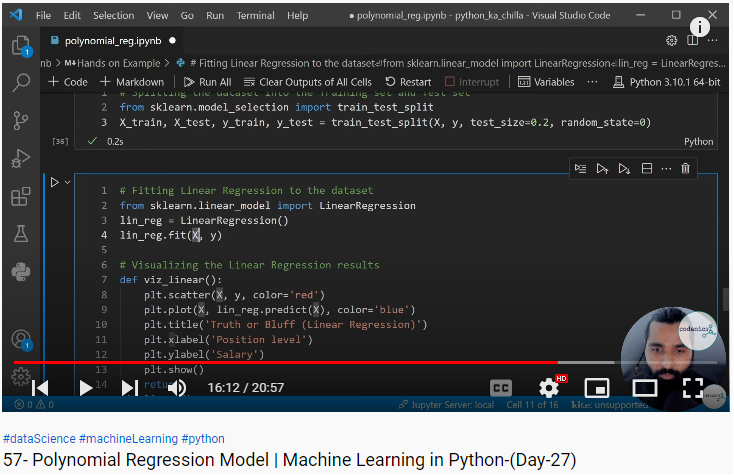 File Edit Selection View Go Run Terminal Help ● polynomial_reg.ipynb - python_ka_chilla - Visual Studio Code
polynomial_reg.ipynb ●
nb > M↓Hands on Example > # Fitting Linear Regression to the dataset⏎from sklearn.linear_model import LinearRegression⏎lin_reg = LinearRegres...
+ Code + Markdown Run All Clear Outputs of All Cells Restart Interrupt Variables ... Python 3.10.1 64-bit
1 # Splitting the dataset into the Training set and Test set
2 from sklearn.model_selection import train_test_split
3 X_train, X_test, y_train, y_test = train_test_split(X, y, test_size=0.2, random_state=0)
[36] ✓ 0.2s Python
1 # Fitting Linear Regression to the dataset
2 from sklearn.linear_model import LinearRegression
3 lin_reg = LinearRegression()
4 lin_reg.fit(X, y)
5
6 # Visualizing the Linear Regression results
7 def viz_linear():
8 plt.scatter(X, y, color='red')
9 plt.plot(X, lin_reg.predict(X), color='blue')
10 plt.title('Truth or Bluff (Linear Regression)')
11 plt.xlabel('Position level')
12 plt.ylabel('Salary')
13 plt.show()
14 retu
codanics
16:12 / 20:57 CC HD
0 0 Jupyter Server: local Cell 11 of 16 kite: unsupported
#dataScience #machineLearning #python
57- Polynomial Regression Model | Machine Learning in Python-(Day-27)